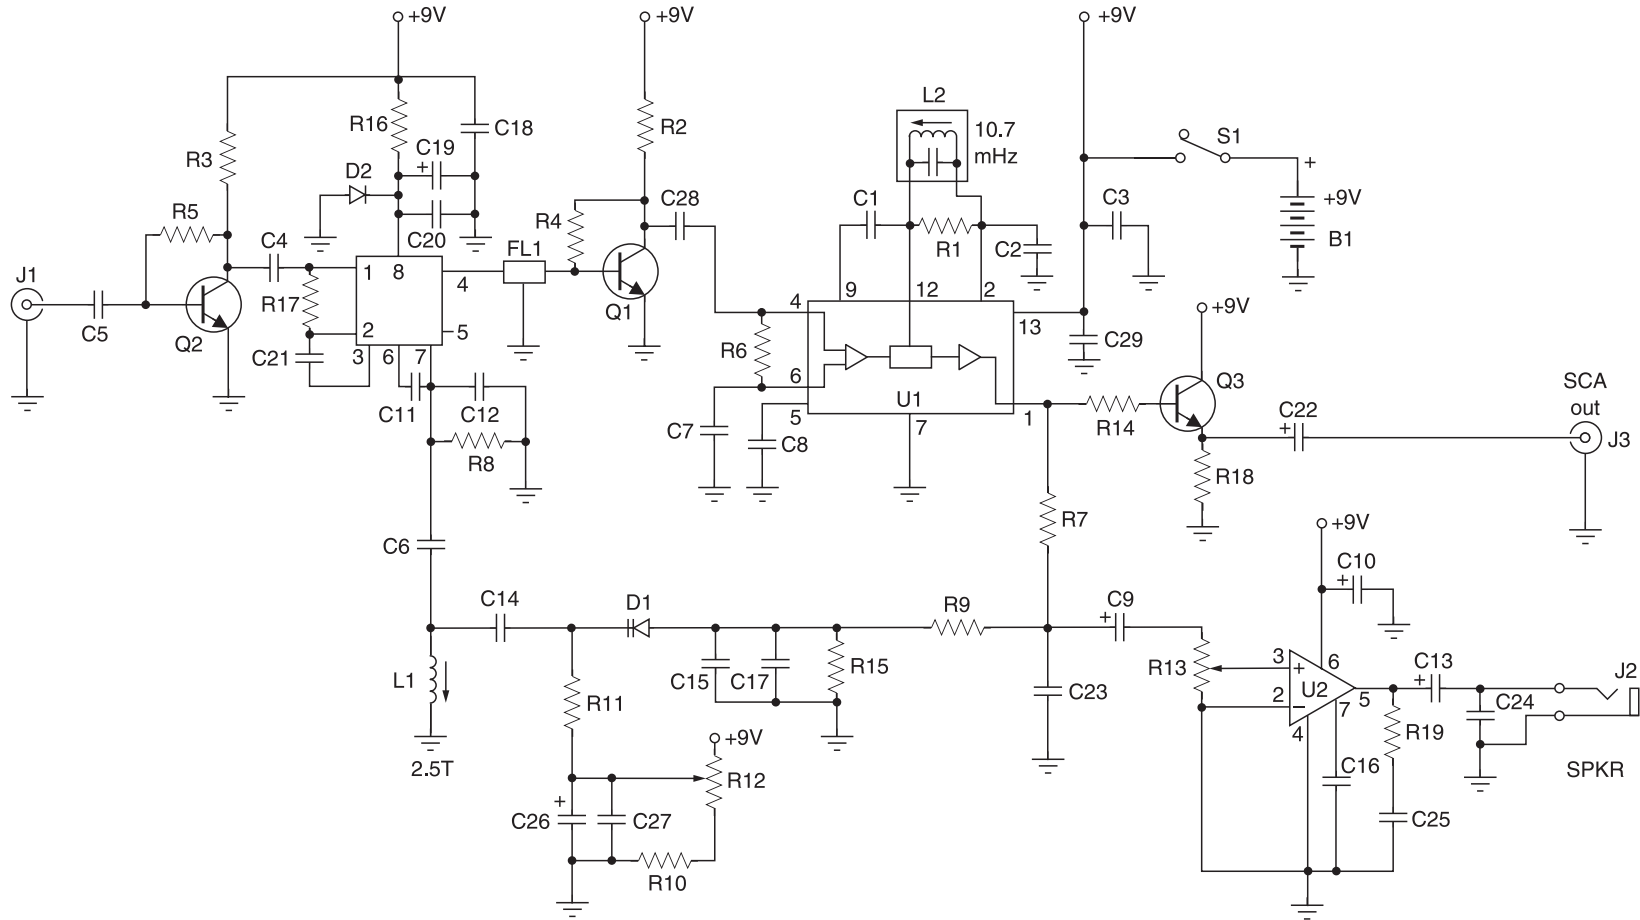 +9V
+9V
+9V
L2
10.7
mHz
R16
C18
R2
S1
R3
C19
+
D2
+
+9V
B1
R5
C20
R4
C28
C1
R1
C2
C3
J1
C4
FL1
1
8
4
9
12
2
+9V
R17
Q1
4
13
C5
Q2
2
5
C29
C21
3
6
7
R6
6
U1
Q3
SCA
out
C11
C12
5
7
1
R14
C22
+
J3
R8
C7
C8
R18
R7
C6
+9V
C10
+
C14
D1
R9
C9
+
R13
3
+
6
C13
+
J2
L1
C15
C17
R15
C23
2
−
U2
5
C24
R11
4
7
R19
2.5T
+9V
R12
C16
SPKR
+
C26
C27
C25
R10